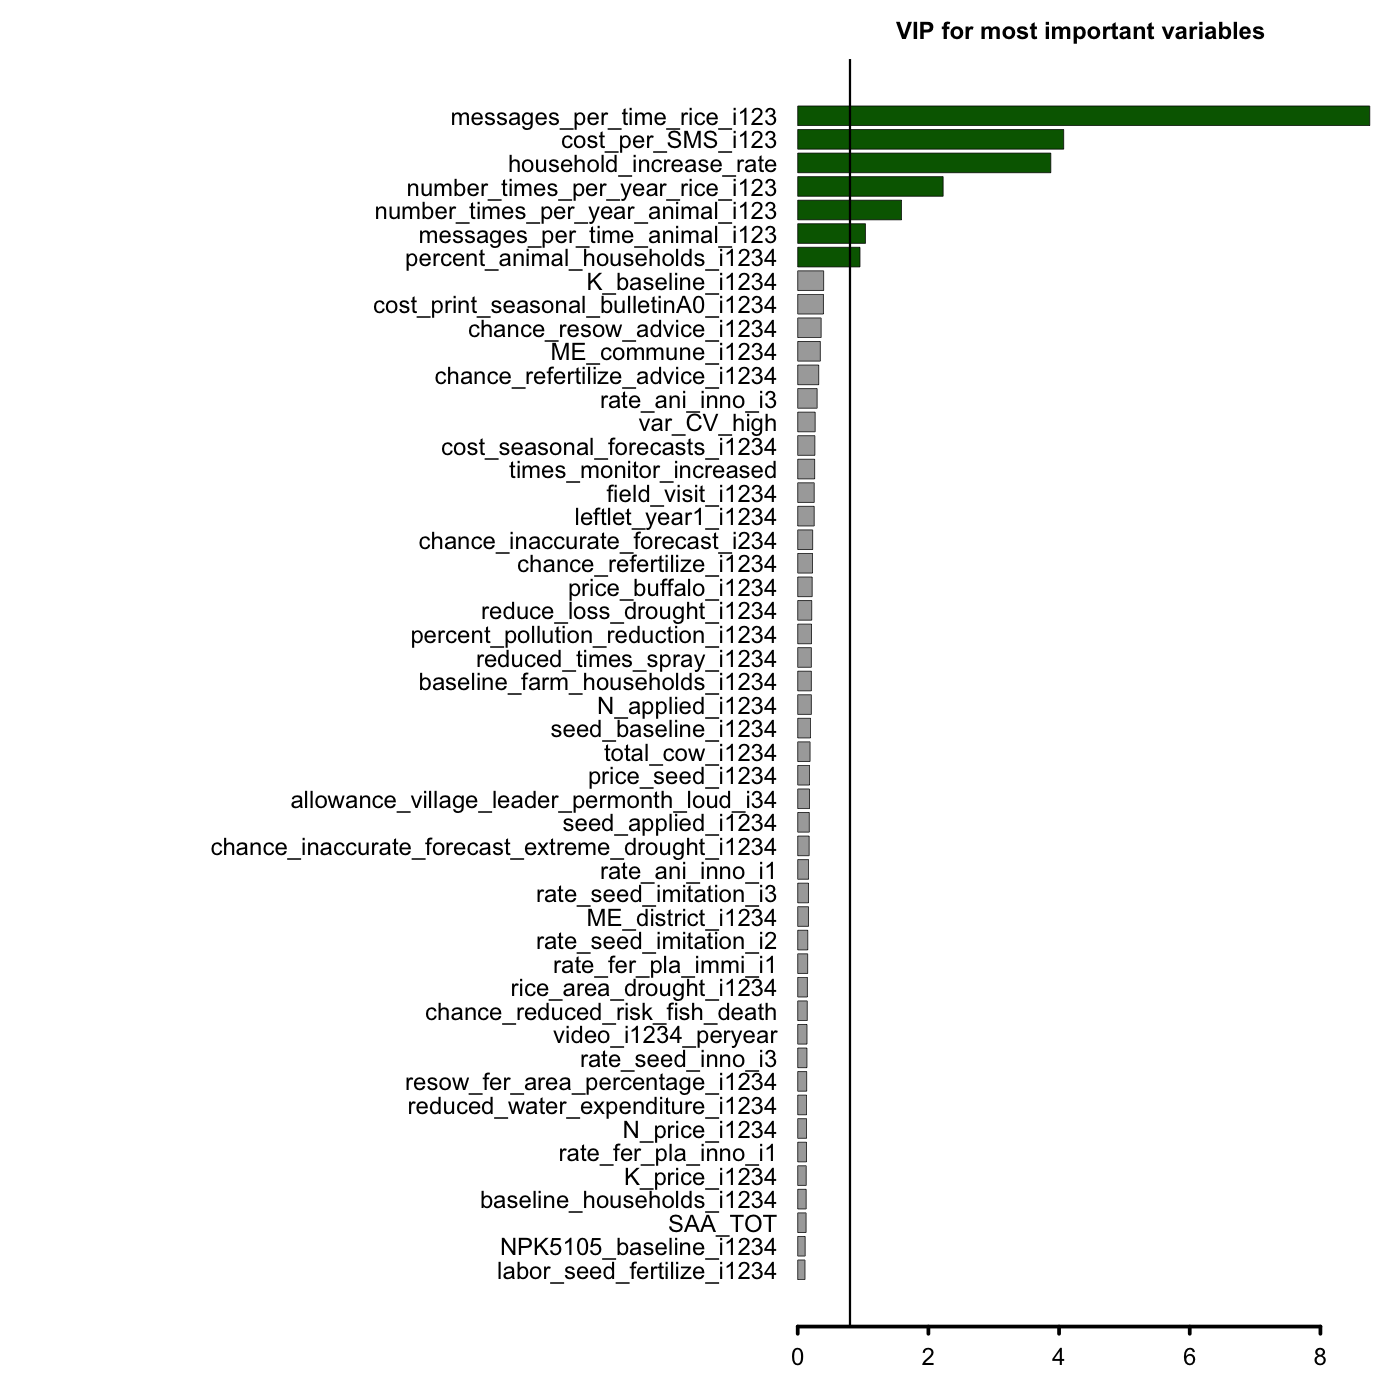 VIP for most important variables
messages_per_time_rice_i123
cost_per_SMS_i123
household_increase_rate
number_times_per_year_rice_i123
number_times_per_year_animal_i123
messages_per_time_animal_i123
percent_animal_households_i1234
K_baseline_i1234
cost_print_seasonal_bulletinA0_i1234
chance_resow_advice_i1234
ME_commune_i1234
chance_refertilize_advice_i1234
rate_ani_inno_i3
var_CV_high
cost_seasonal_forecasts_i1234
times_monitor_increased
field_visit_i1234
leftlet_year1_i1234
chance_inaccurate_forecast_i234
chance_refertilize_i1234
price_buffalo_i1234
reduce_loss_drought_i1234
percent_pollution_reduction_i1234
reduced_times_spray_i1234
baseline_farm_households_i1234
N_applied_i1234
seed_baseline_i1234
total_cow_i1234
price_seed_i1234
allowance_village_leader_permonth_loud_i34
seed_applied_i1234
chance_inaccurate_forecast_extreme_drought_i1234
rate_ani_inno_i1
rate_seed_imitation_i3
ME_district_i1234
rate_seed_imitation_i2
rate_fer_pla_immi_i1
rice_area_drought_i1234
chance_reduced_risk_fish_death
video_i1234_peryear
rate_seed_inno_i3
resow_fer_area_percentage_i1234
reduced_water_expenditure_i1234
N_price_i1234
rate_fer_pla_inno_i1
K_price_i1234
baseline_households_i1234
SAA_TOT
NPK5105_baseline_i1234
labor_seed_fertilize_i1234
0 2 4 6 8